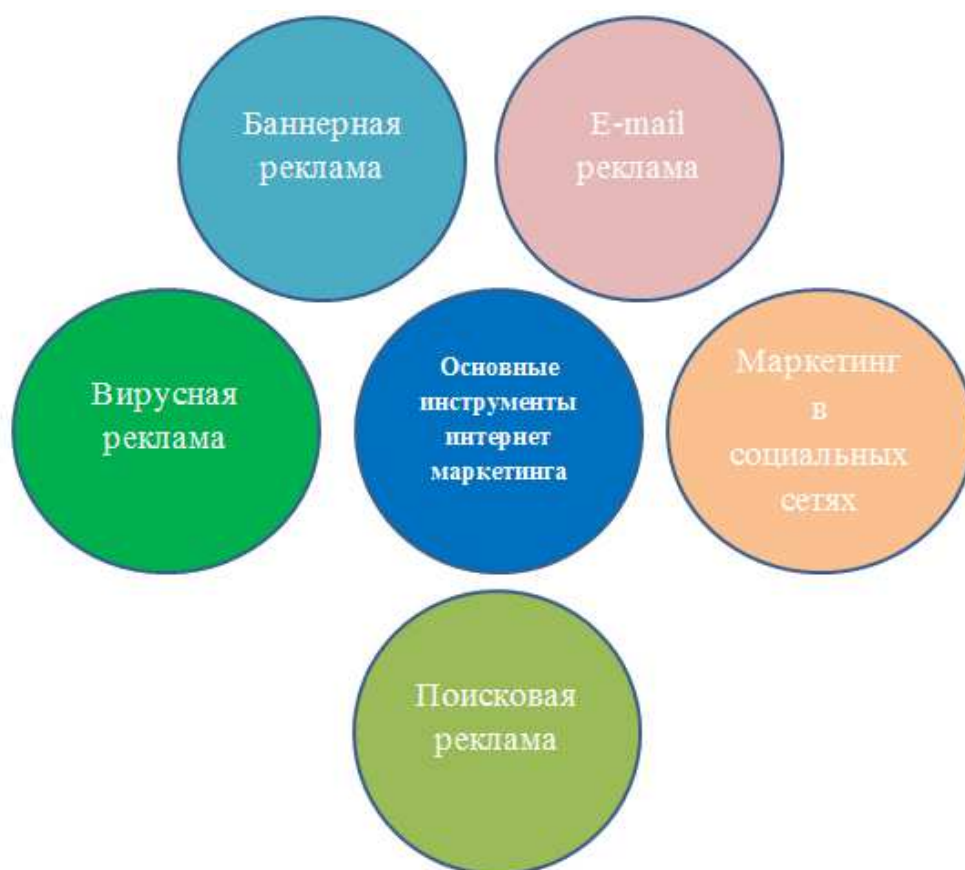 Баннерная
реклама
E-mail
реклама
Вирусная
реклама
Основные
инструменты
интернет
маркетинга
Маркетинг
в
социальных
сетях
Поисковая
реклама